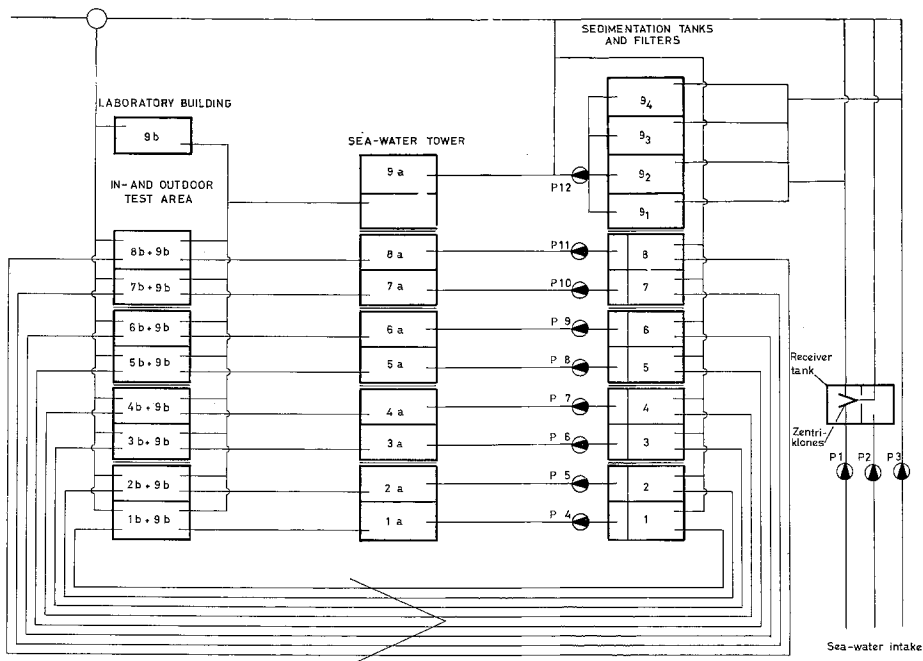 SEDIMENTATION TANKS
AND FILTERS
LABORATORY BUILDING
9b
SEA-WATER TOWER
IN- AND OUTDOOR
TEST AREA
9a
P12
9₄
9₃
9₂
9₁
8b + 9b
8a
P11
8
7b + 9b
7a
P10
7
6b + 9b
6a
P 9
6
5b + 9b
5a
P 8
5
4b + 9b
4a
P 7
4
3b + 9b
3a
P 6
3
2b + 9b
2a
P 5
2
1b + 9b
1a
P 4
1
Receiver
tank
Zentri-
klones
P1
P2
P3
Sea-water intake